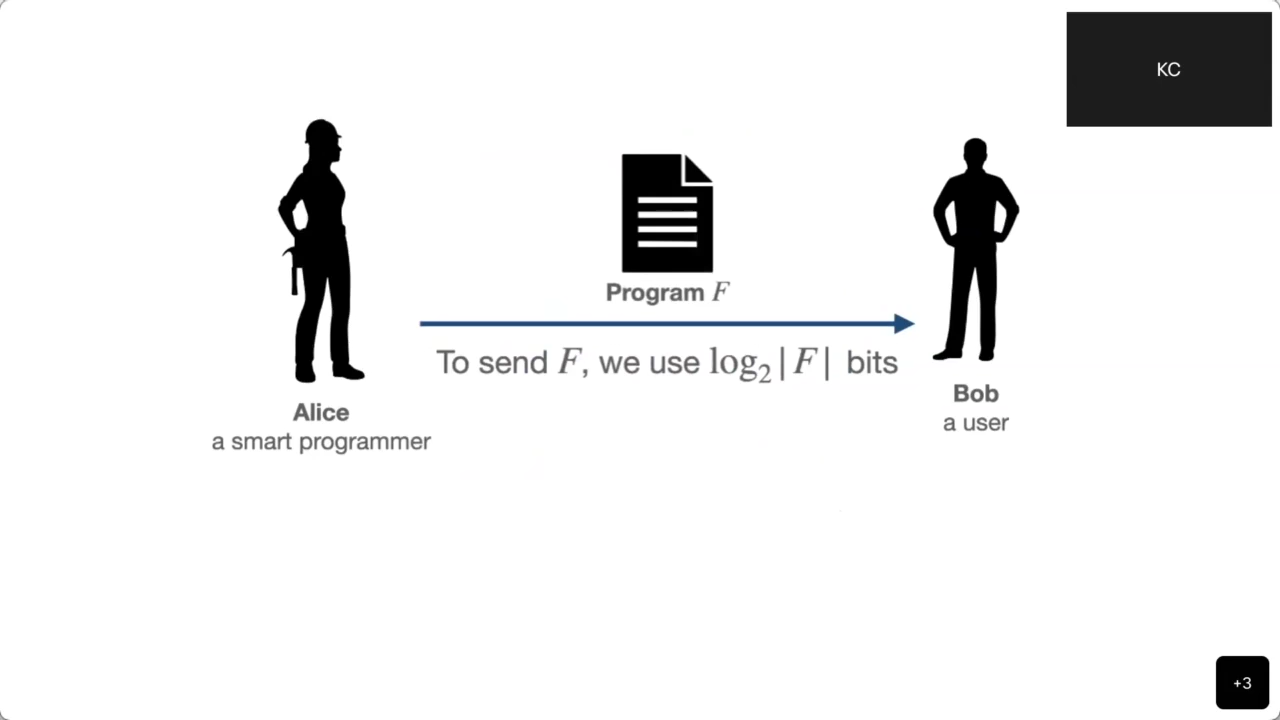 KC
Program F
To send F, we use log₂|F| bits
Alice
a smart programmer
Bob
a user
+3